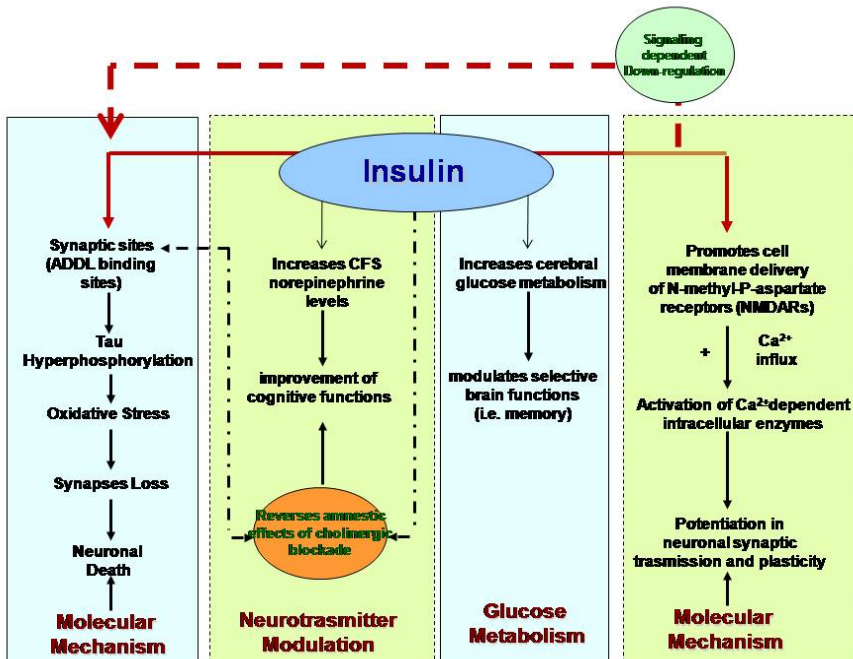 Signaling
dependent
Down-regulation
Insulin
Synaptic sites
(ADDL binding
sites)
Tau
Hyperphosphorylation
Oxidative Stress
Synapses Loss
Neuronal
Death
Molecular
Mechanism
Increases CFS
norepinephrine
levels
improvement of
cognitive functions
Reverses amnestic
effects of cholinergic
blockade
Neurotrasmitter
Modulation
Increases cerebral
glucose metabolism
modulates selective
brain functions
(i.e. memory)
Glucose
Metabolism
Promotes cell
membrane delivery
of N-methyl-P-aspartate
receptors (NMDARs)
+
Ca²⁺
influx
Activation of Ca²⁺dependent
intracellular enzymes
Potentiation in
neuronal synaptic
trasmission and plasticity
Molecular
Mechanism